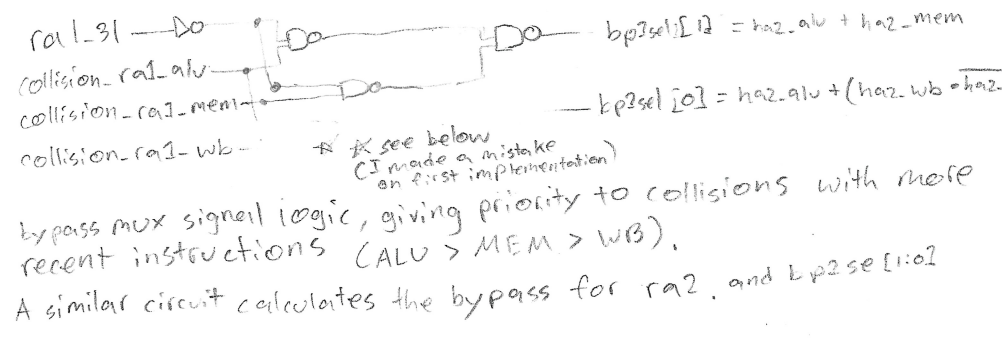 ra1_31
bp1sel[1] = haz_alu + haz_mem
collision_ra1_alu
collision_ra1_mem
bp1sel[0] = haz_alu + (haz_wb • haz_
collision_ra1_wb
* * see below
(I made a mistake
on first implementation)
bypass mux signal logic, giving priority to collisions with more
recent instructions (ALU > MEM > WB).
A similar circuit calculates the bypass for ra2, and bp2se[1:0]